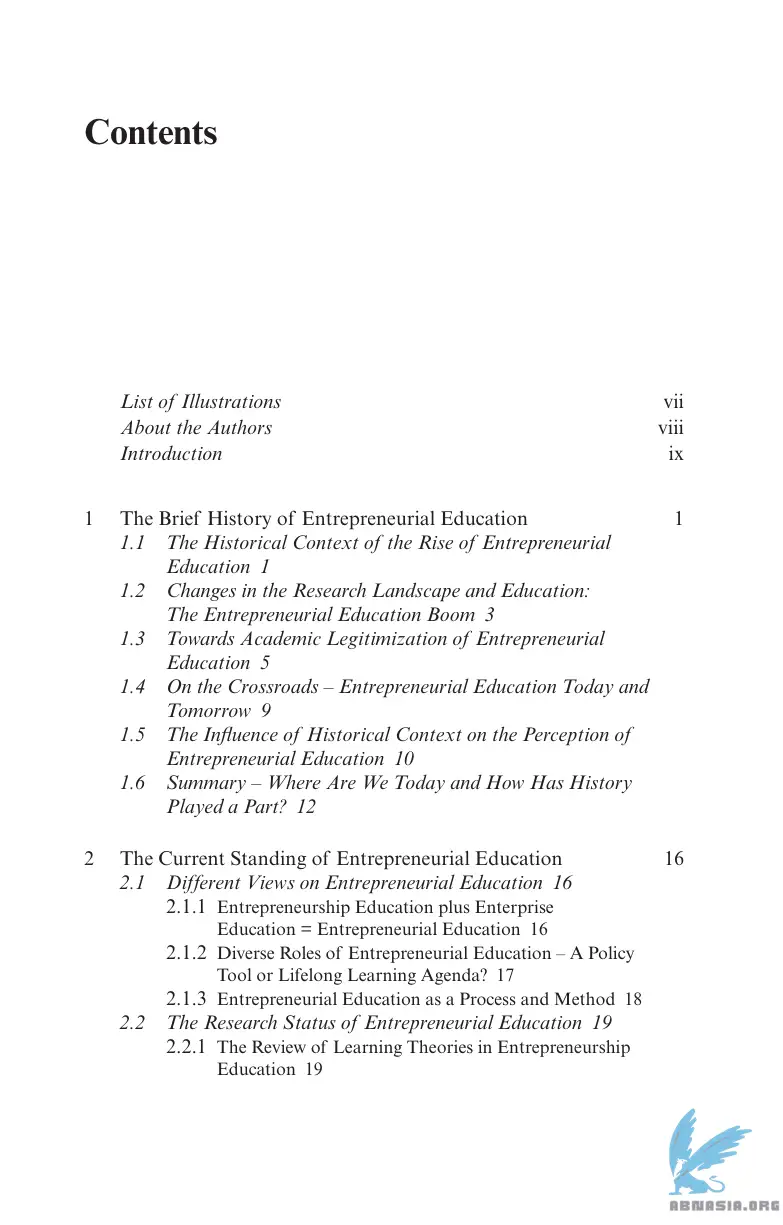 Contents
List of Illustrations vii
About the Authors viii
Introduction ix
1 The Brief History of Entrepreneurial Education 1
1.1 The Historical Context of the Rise of Entrepreneurial
Education 1
1.2 Changes in the Research Landscape and Education:
The Entrepreneurial Education Boom 3
1.3 Towards Academic Legitimization of Entrepreneurial
Education 5
1.4 On the Crossroads – Entrepreneurial Education Today and
Tomorrow 9
1.5 The Influence of Historical Context on the Perception of
Entrepreneurial Education 10
1.6 Summary – Where Are We Today and How Has History
Played a Part? 12
2 The Current Standing of Entrepreneurial Education 16
2.1 Different Views on Entrepreneurial Education 16
2.1.1 Entrepreneurship Education plus Enterprise
Education = Entrepreneurial Education 16
2.1.2 Diverse Roles of Entrepreneurial Education – A Policy
Tool or Lifelong Learning Agenda? 17
2.1.3 Entrepreneurial Education as a Process and Method 18
2.2 The Research Status of Entrepreneurial Education 19
2.2.1 The Review of Learning Theories in Entrepreneurship
Education 19
ABNASIA.ORG